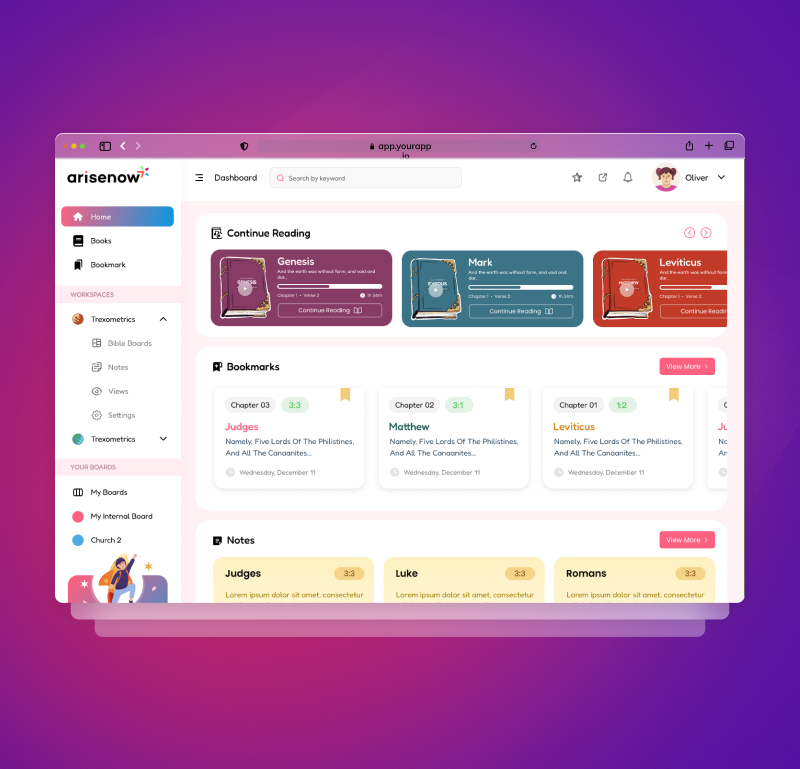 app.yourapp
io
arisenow
Dashboard
Search by keyword
Oliver
Home
Books
Bookmark
WORKSPACES
Trexometrics
Bible Boards
Notes
Views
Settings
Trexometrics
YOUR BOARDS
My Boards
My Internal Board
Church 2
Continue Reading
GENESIS
Genesis
And the earth was without form, and void and
dar..
Chapter 1 • Verse 2
1h 34m
Continue Reading
Mark
And the earth was without form, and void and
dar..
Chapter 1 • Verse 2
1h 34m
Continue Reading
MATTHEW
Leviticus
And the earth was without form, and vo
dar..
Chapter 1 • Verse 2
Continue Readin
Bookmarks
View More
Chapter 03
3:3
Judges
Namely, Five Lords Of The Philistines,
And All The Canaanites...
Wednesday, December 11
Chapter 02
3:1
Matthew
Namely, Five Lords Of The Philistines,
And All The Canaanites...
Wednesday, December 11
Chapter 01
1:2
Leviticus
Namely, Five Lords Of The Philistines,
And All The Canaanites...
Wednesday, December 11
C
Ju
Na
An
Notes
View More
Judges
3:3
Lorem ipsum dolor sit amet, consectetur
Luke
3:3
Lorem ipsum dolor sit amet, consectetur
Romans
3:3
Lorem ipsum dolor sit amet, consectetur